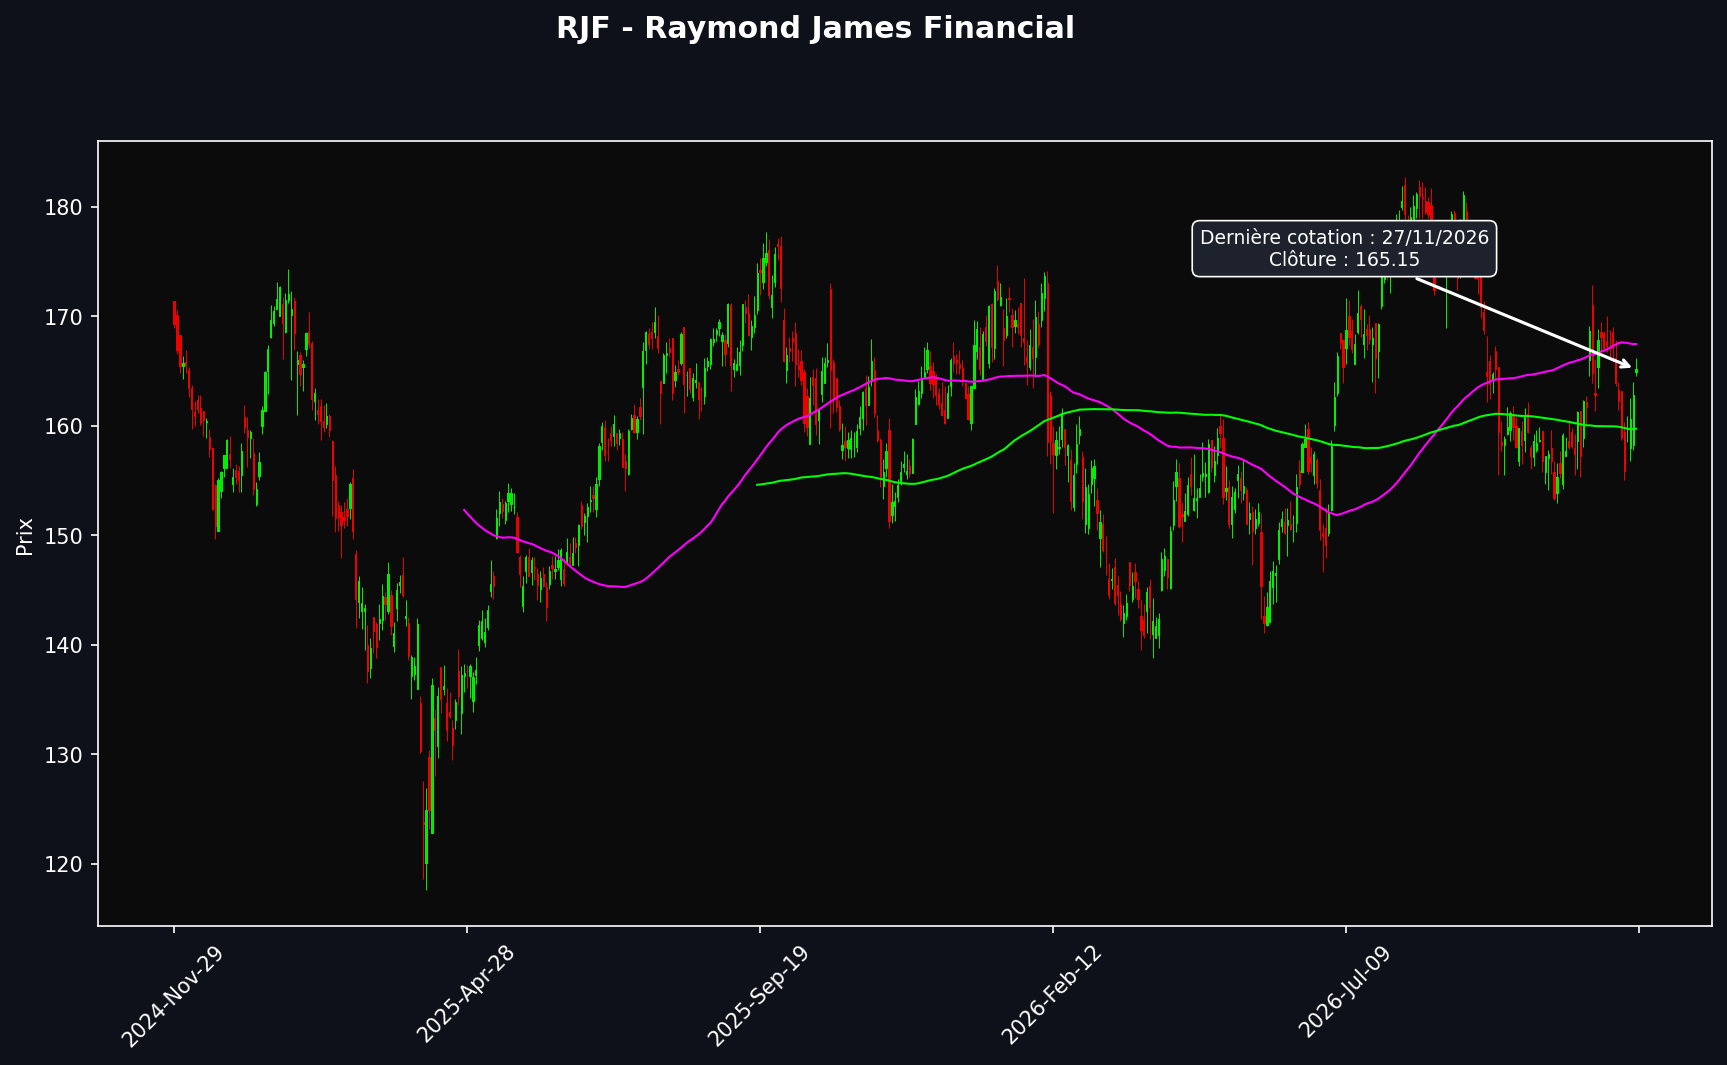 RJF - Raymond James Financial
Dernière cotation : 27/11/2026
Clôture : 165.15
Prix
180
170
160
150
140
130
120
2024-Nov-29
2025-Apr-28
2025-Sep-19
2026-Feb-12
2026-Jul-09